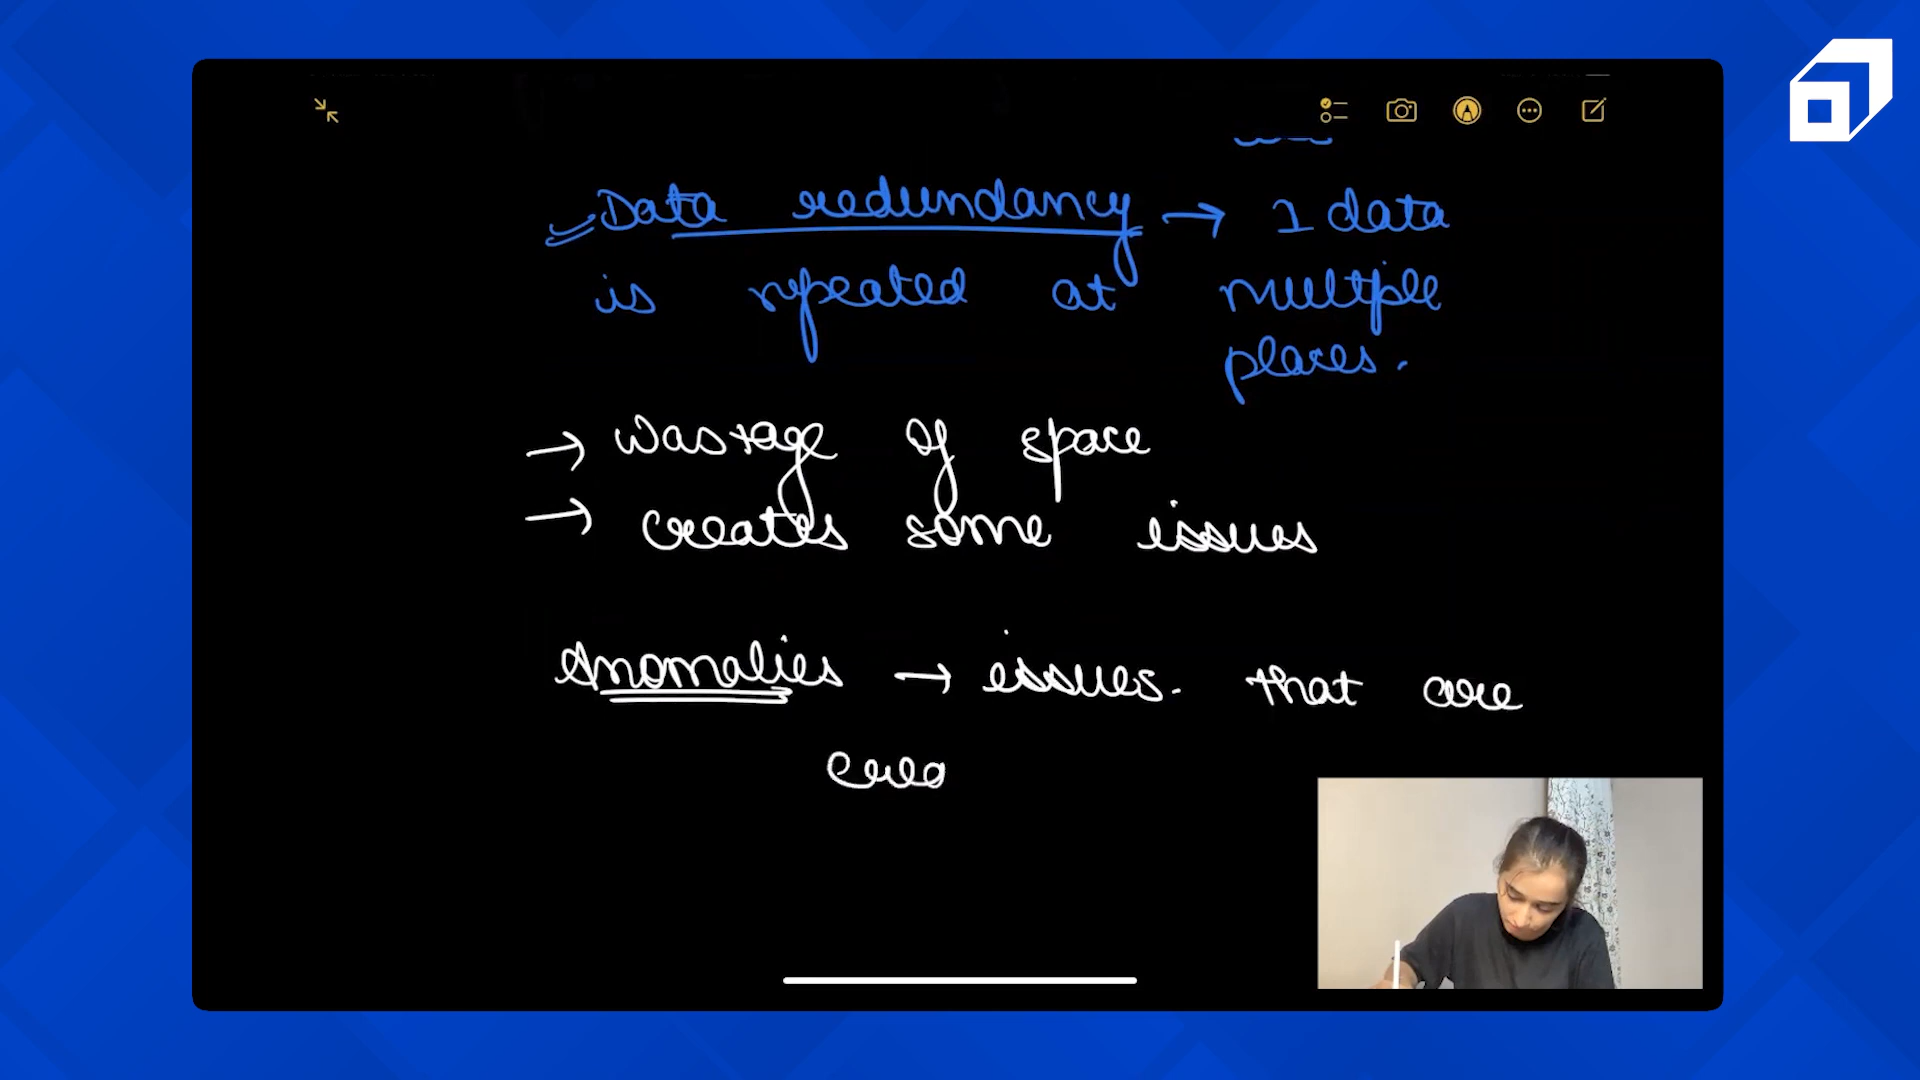 Data redundancy → 1 data
is repeated at multiple
places.
→ wastage of space
→ creates some issues
Anomalies → issues. that are
crea